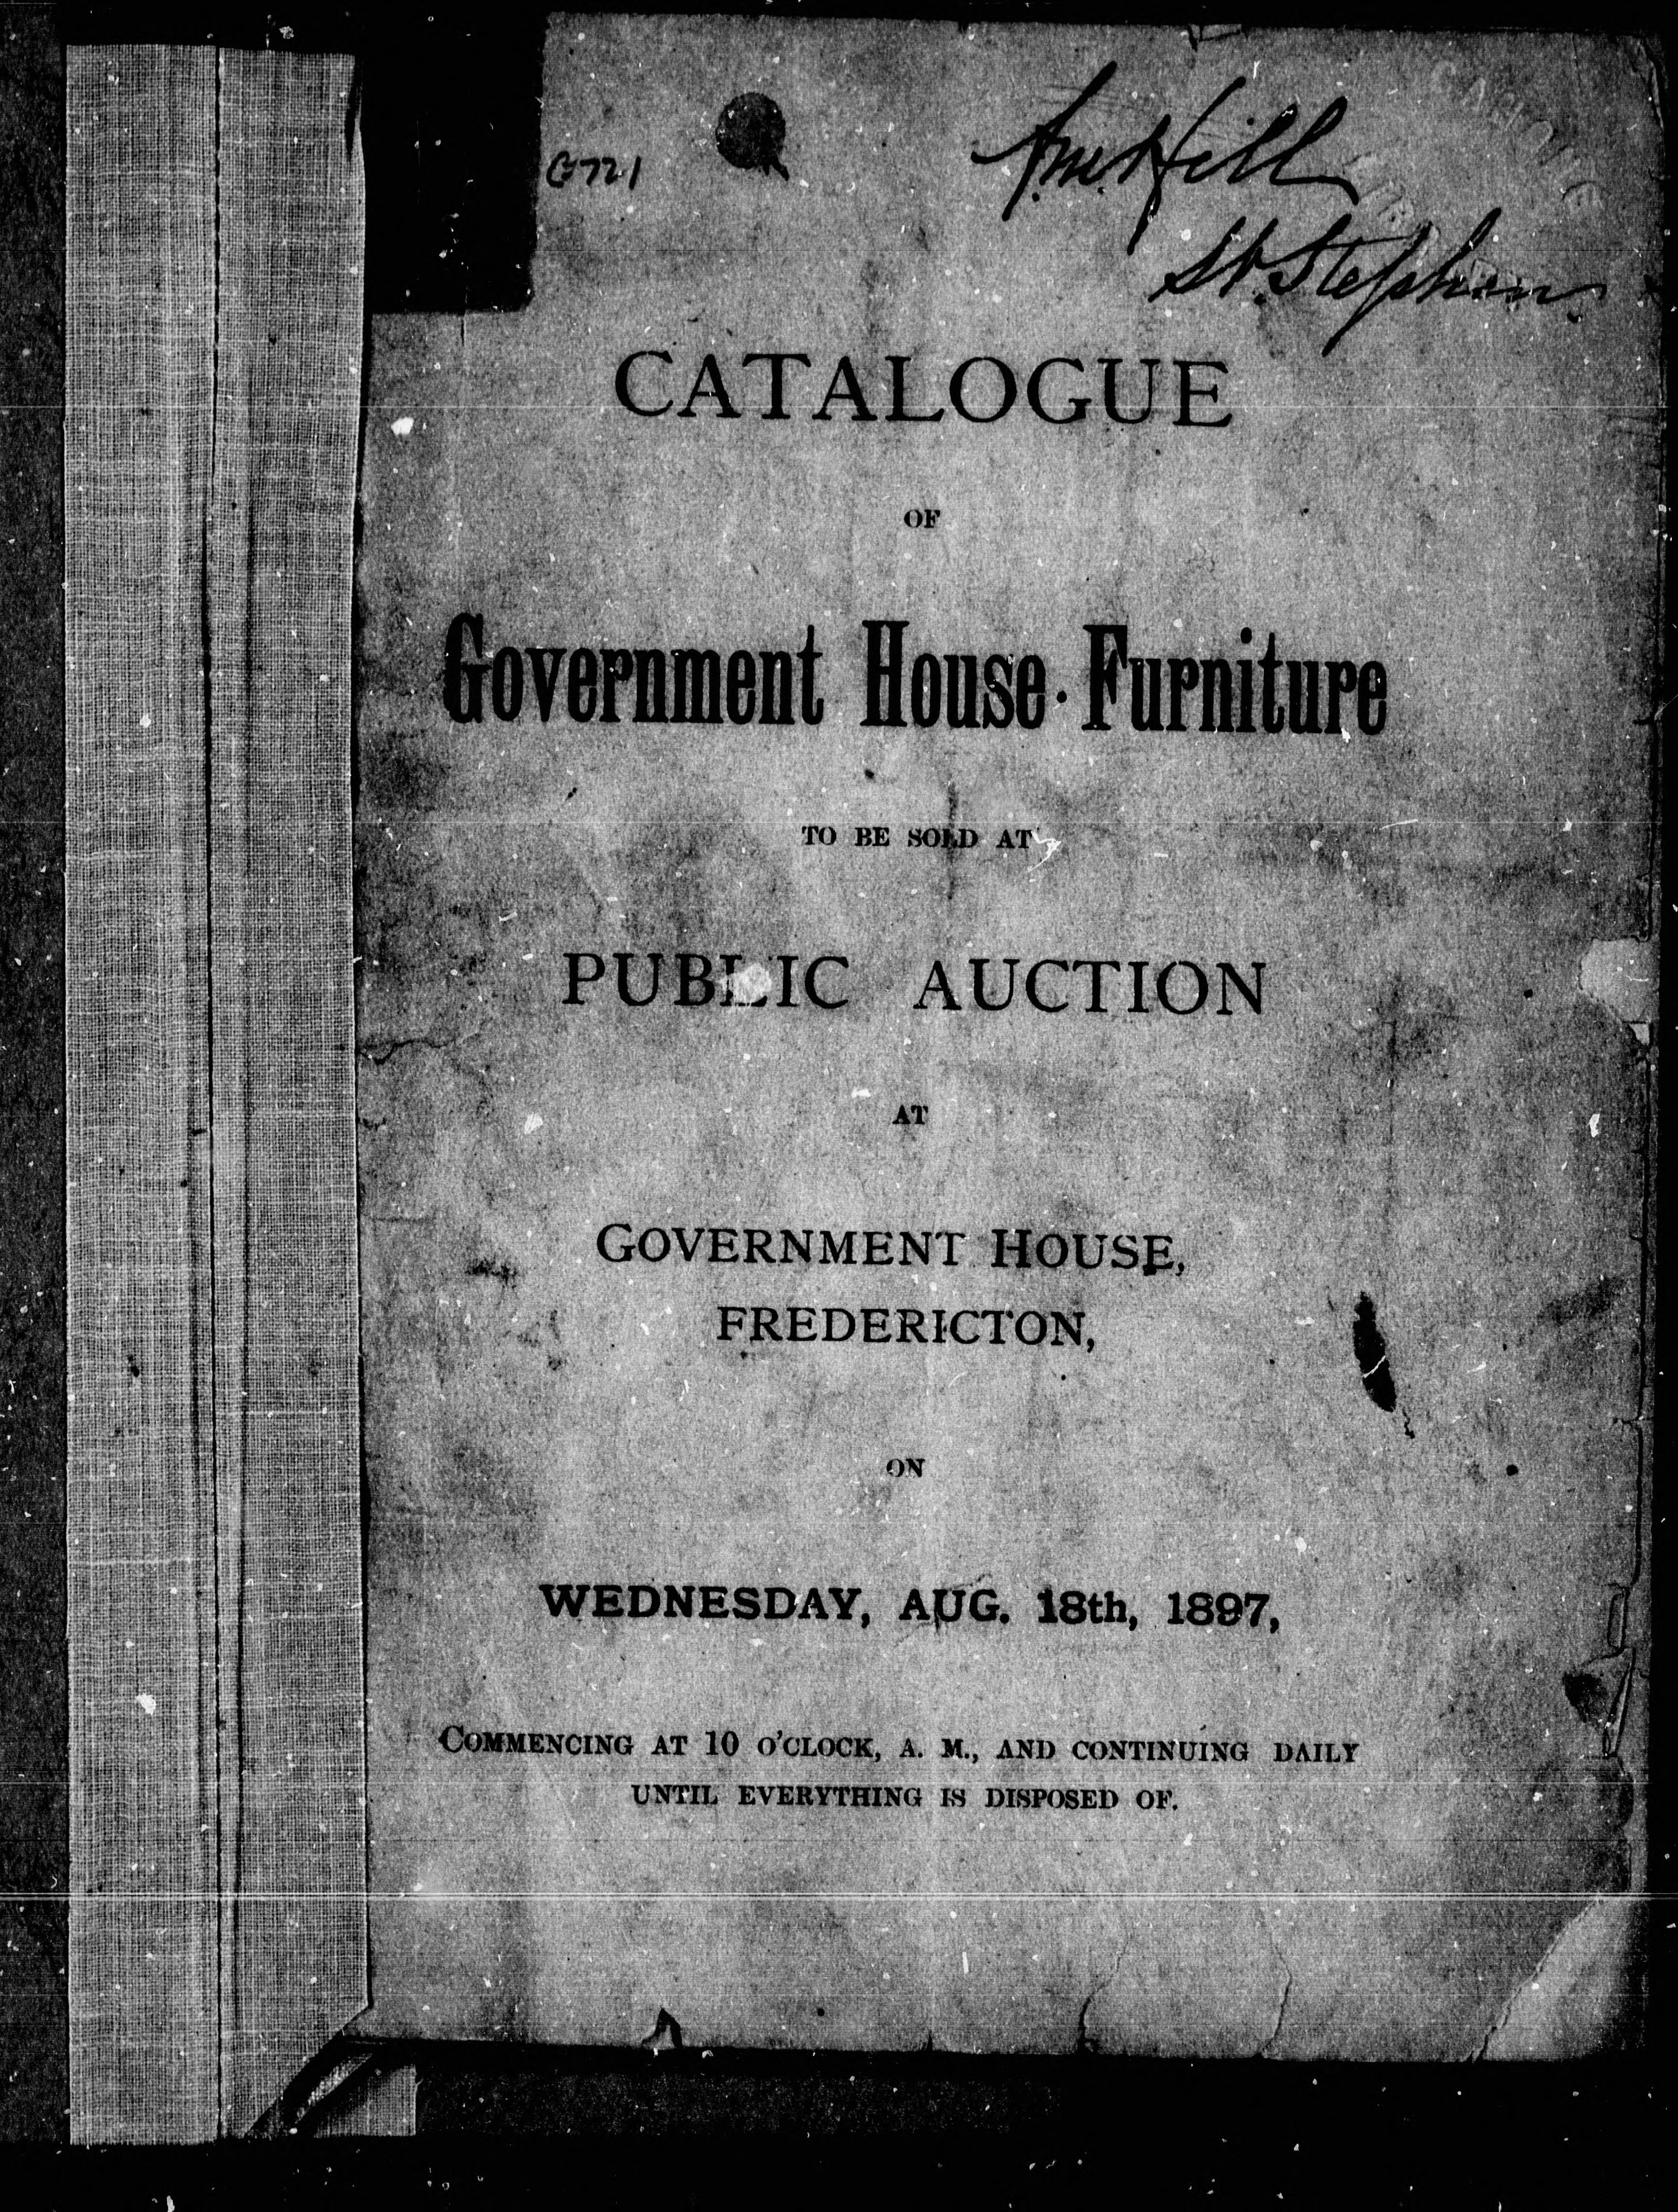 G721
Hill
St. Stephen.
CATALOGUE
OF
Government House Furniture
TO BE SOLD AT
PUBLIC AUCTION
AT
GOVERNMENT HOUSE,
FREDERICTON,
ON
WEDNESDAY, AUG. 18th, 1897,
COMMENCING AT 10 O'CLOCK, A. M., AND CONTINUING DAILY
UNTIL EVERYTHING IS DISPOSED OF.